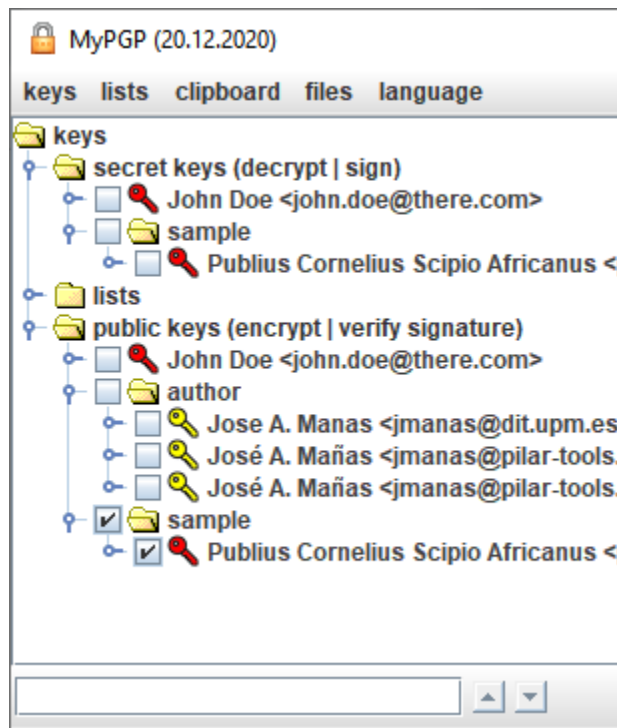 MyPGP (20.12.2020)
keys lists clipboard files language
keys
secret keys (decrypt | sign)
John Doe <john.doe@there.com>
sample
Publius Cornelius Scipio Africanus <
lists
public keys (encrypt | verify signature)
John Doe <john.doe@there.com>
author
Jose A. Manas <jmanas@dit.upm.es
José A. Mañas <jmanas@pilar-tools.
José A. Mañas <jmanas@pilar-tools.
sample
Publius Cornelius Scipio Africanus <